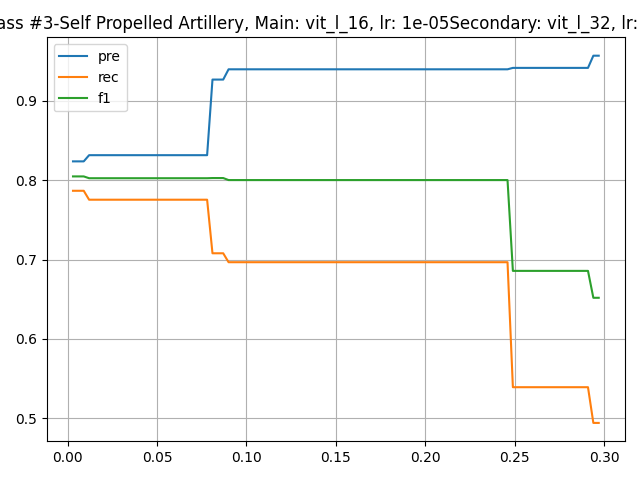 ass #3-Self Propelled Artillery, Main: vit_l_16, lr: 1e-05Secondary: vit_l_32, lr:
pre
rec
f1
0.9
0.8
0.7
0.6
0.5
0.00 0.05 0.10 0.15 0.20 0.25 0.30